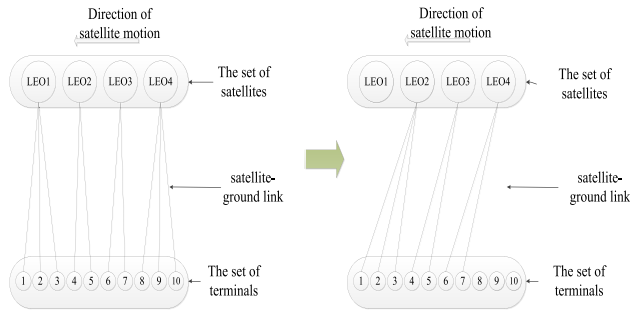 Direction of
satellite motion
LEO1 LEO2 LEO3 LEO4
The set of
satellites
satellite-
ground link
1 2 3 4 5 6 7 8 9 10
The set of
terminals
Direction of
satellite motion
LEO1 LEO2 LEO3 LEO4
The set of
satellites
satellite-
ground link
1 2 3 4 5 6 7 8 9 10
The set of
terminals